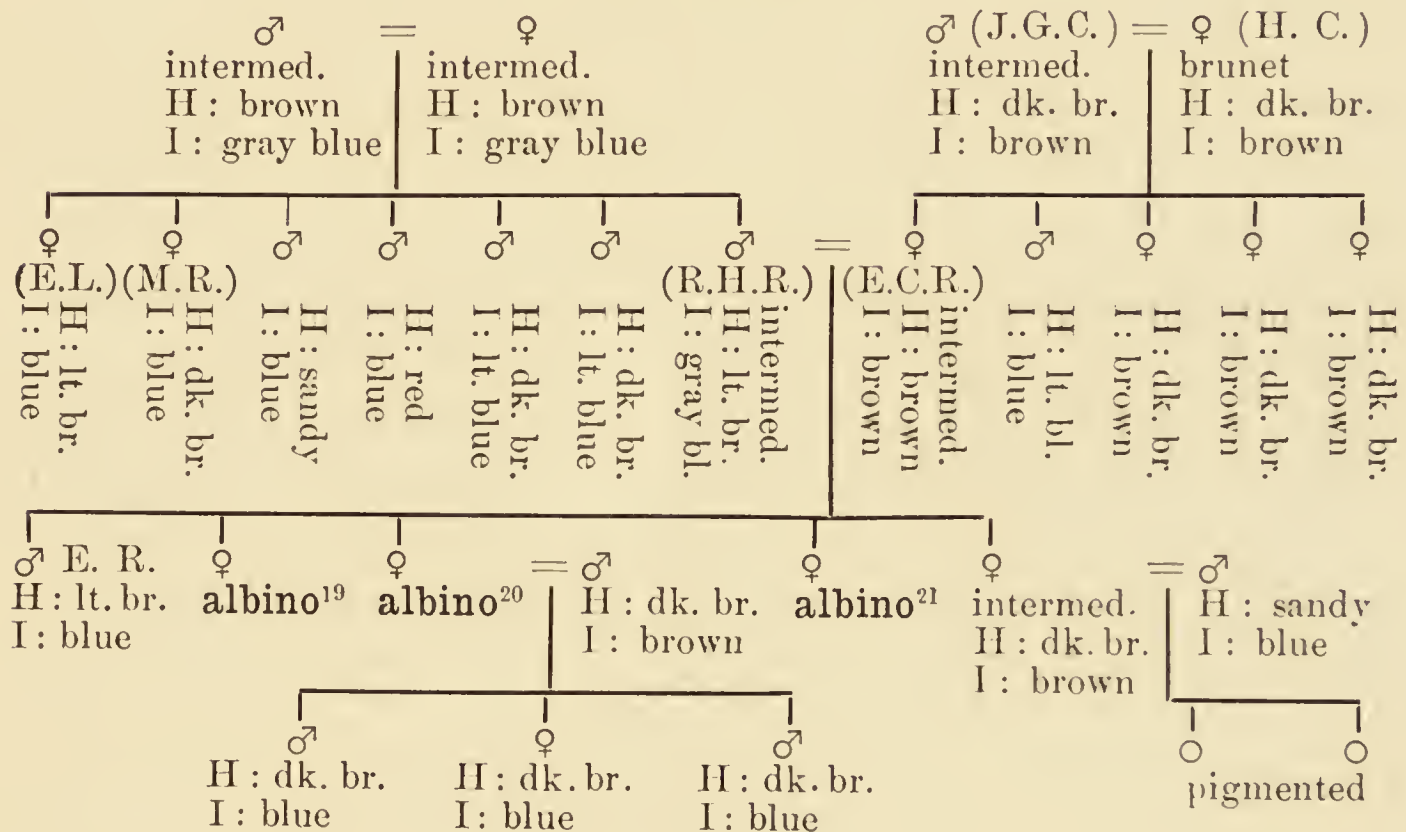 ♂ = ♀ ♂ (J.G.C.) = ♀ (H. C.)
intermed. intermed. intermed. brunet
H : brown H : brown H : dk. br. H : dk. br.
I : gray blue I : gray blue I : brown I : brown
♀ ♀ ♂ ♂ ♂ ♂ ♂ = ♀ ♂ ♀ ♀ ♀
(E.L.) (M.R.) (R.H.R.) (E.C.R.)
H : lt. br.
I : blue
H : dk. br.
I : blue
H : sandy
I : blue
H : red
I : blue
H : dk. br.
I : lt. blue
H : dk. br.
I : lt. blue
intermed.
H : lt. br.
I : gray bl.
intermed.
H : brown
I : brown
H : lt. bl.
I : blue
H : dk. br.
I : brown
H : dk. br.
I : brown
H : dk. br.
I : brown
♂ E. R. ♀ ♀ = ♂ ♀ ♀ = ♂
H : lt. br. albino¹⁹ albino²⁰ H : dk. br. albino²¹ intermed. H : sandy
I : blue I : brown H : dk. br. I : blue
I : brown
♂ ♀ ♂ ○ ○
H : dk. br. H : dk. br. H : dk. br. pigmented
I : blue I : blue I : blue